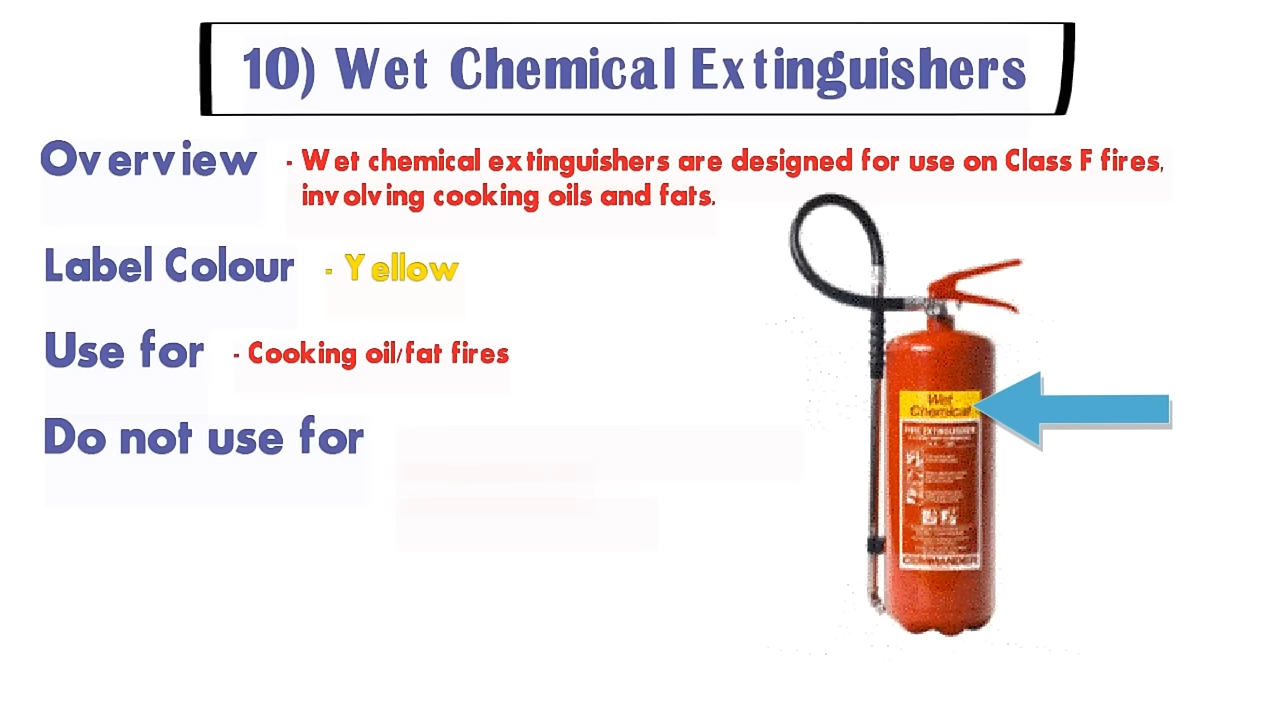 10) Wet Chemical Extinguishers
Overview - Wet chemical extinguishers are designed for use on Class F fires,
involving cooking oils and fats.
Label Colour - Yellow
Use for - Cooking oil/fat fires
Do not use for
Wet
Chemical
FIRE EXTINGUISHER
COMMANDER